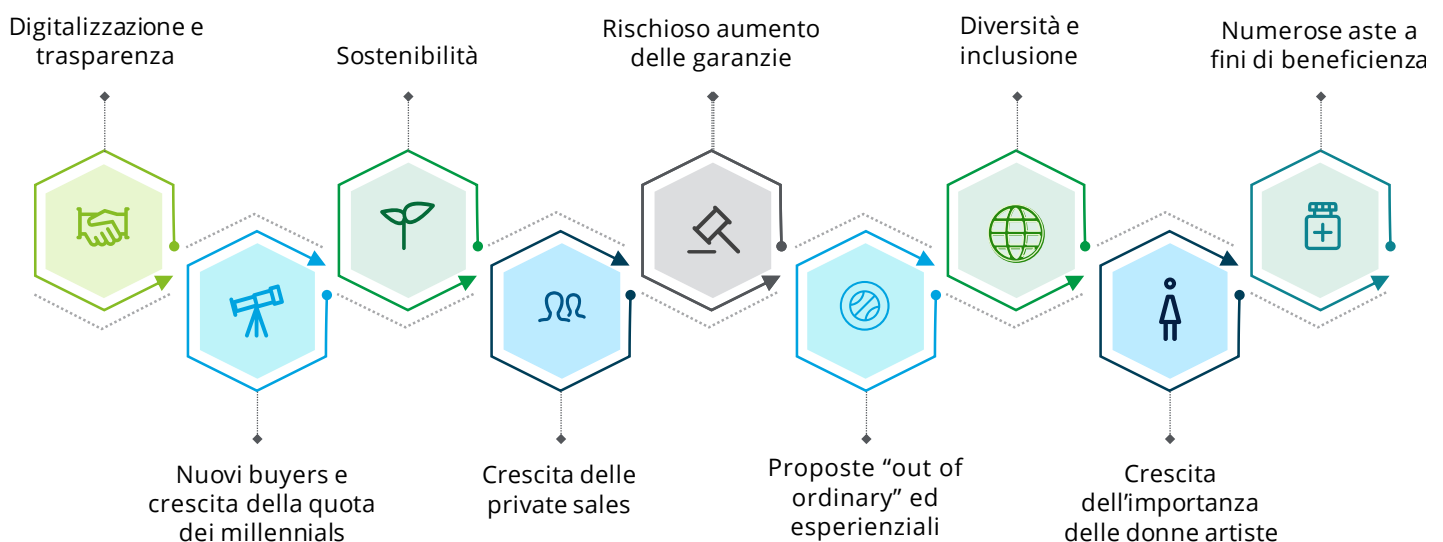 Digitalizzazione e
trasparenza
Sostenibilità
Rischioso aumento
delle garanzie
Diversità e
inclusione
Numerose aste a
fini di beneficienza
Nuovi buyers e
crescita della quota
dei millennials
Crescita delle
private sales
Proposte “out of
ordinary” ed
esperienziali
Crescita
dell’importanza
delle donne artiste